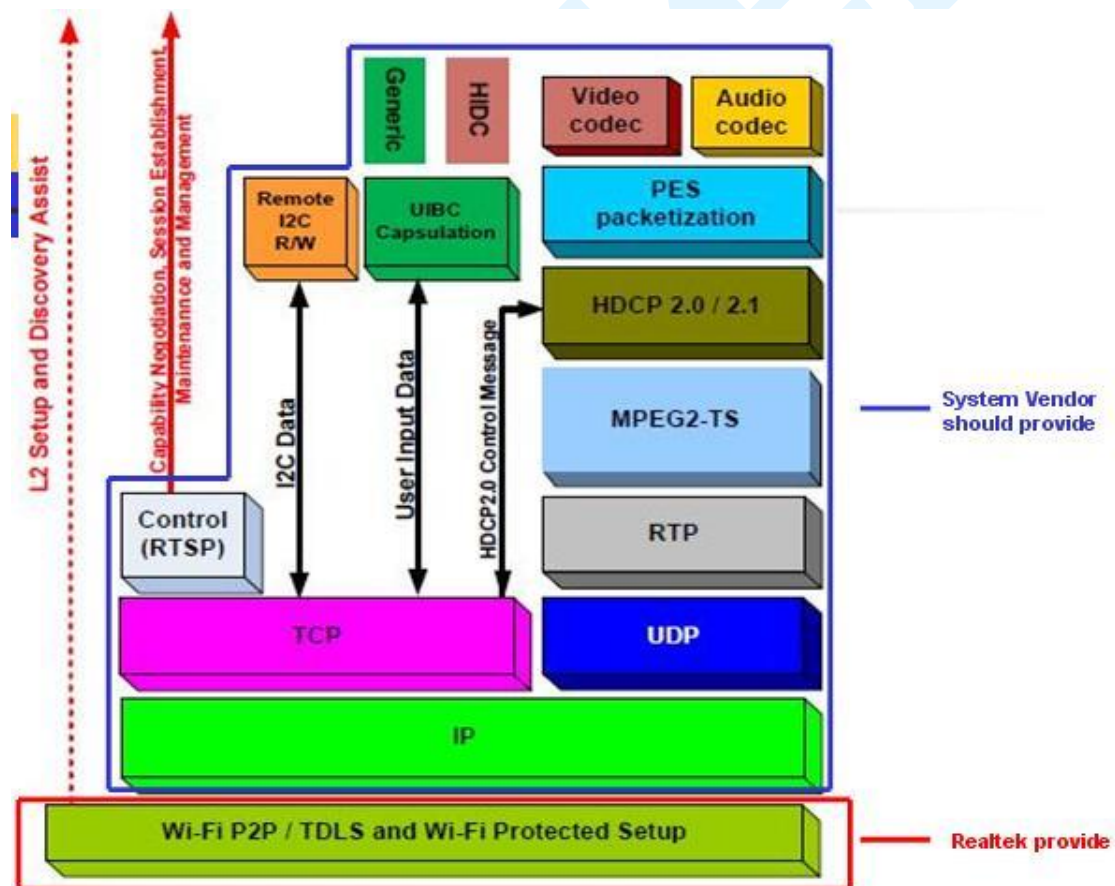 L2 Setup and Discovery Assist
Capability Negotiation, Session Establishment,
Maintenannce and Management
Generic
HIDC
Video
codec
Audio
codec
Remote
I2C
R/W
UIBC
Capsulation
PES
packetization
HDCP 2.0 / 2.1
I2C Data
User Input Data
HDCP2.0 Control Message
MPEG2-TS
System Vendor
should provide
Control
(RTSP)
RTP
TCP
UDP
IP
Wi-Fi P2P / TDLS and Wi-Fi Protected Setup
Realtek provide